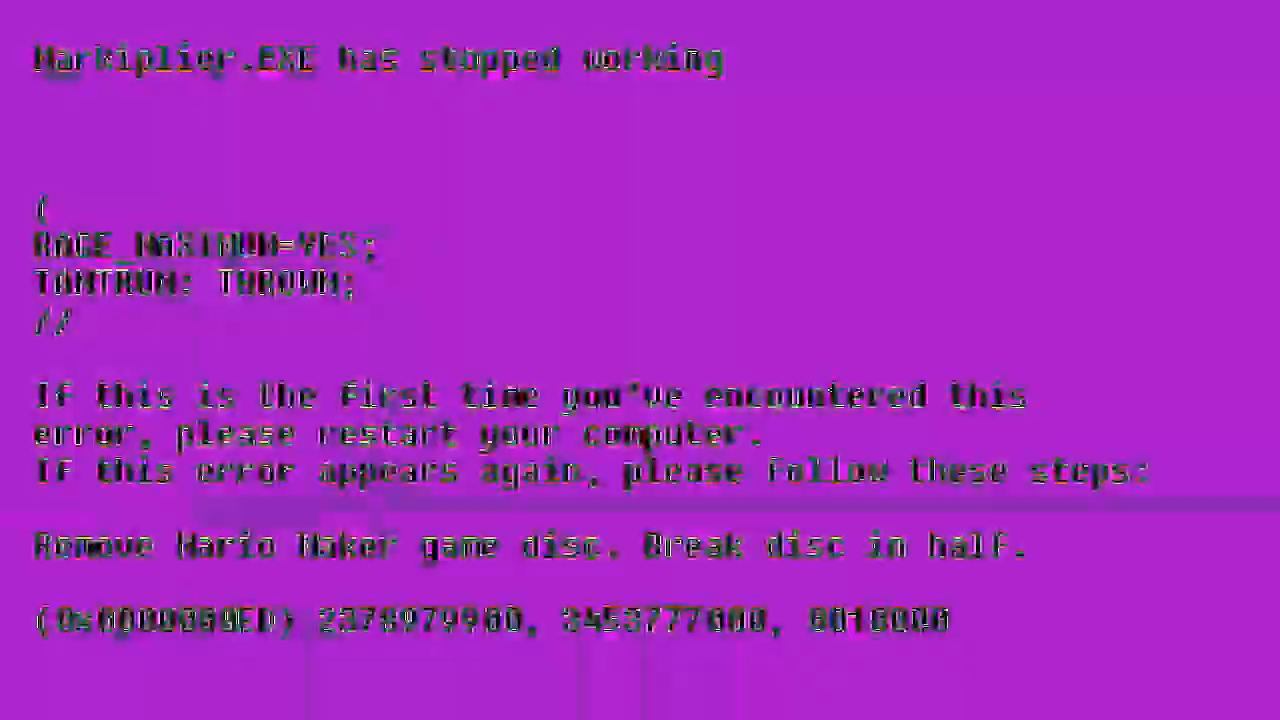 Markiplier.EXE has stopped working
(
RAGE_MAXIMUM=YES;
TANTRUM: THROWN;
//
If this is the first time you've encountered this
error, please restart your computer.
If this error appears again, please follow these steps:
Remove Mario Maker game disc. Break disc in half.